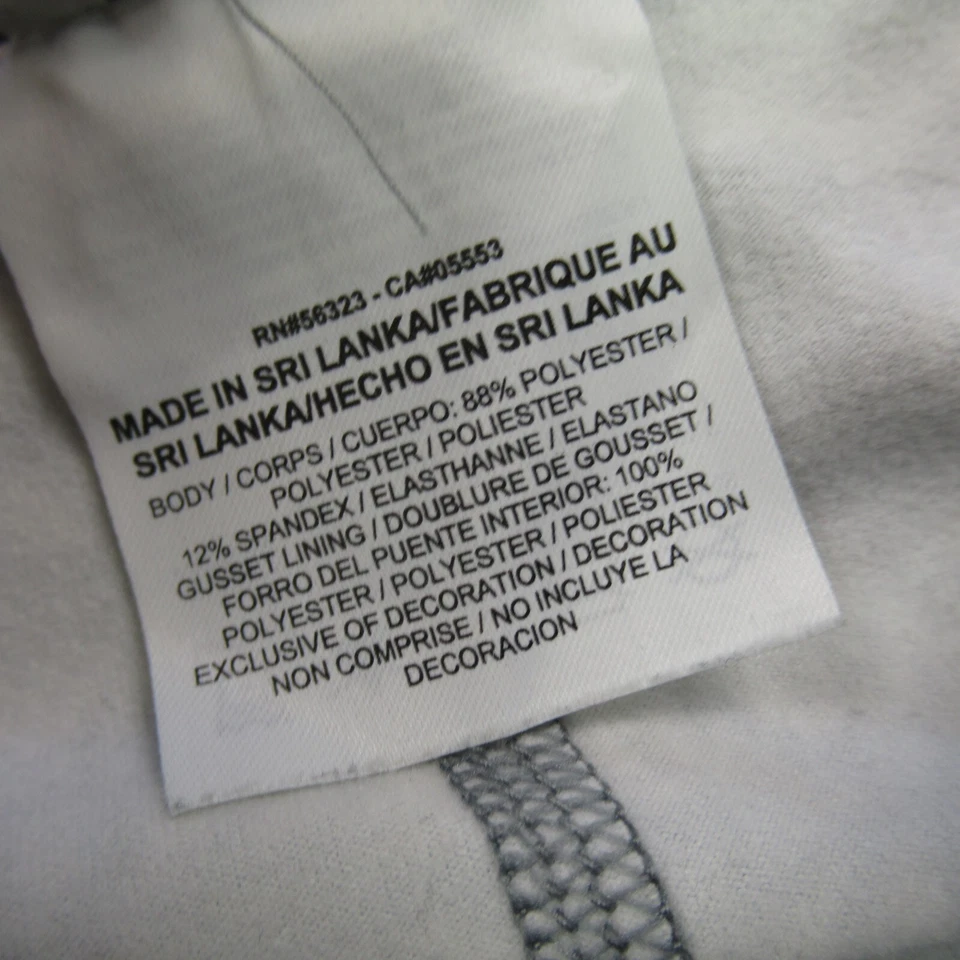 RN#56323 - CA#05553
MADE IN SRI LANKA/FABRIQUE AU
SRI LANKA/HECHO EN SRI LANKA
BODY / CORPS / CUERPO: 88% POLYESTER /
POLYESTER / POLIESTER
12% SPANDEX / ELASTHANNE / ELASTANO
GUSSET LINING / DOUBLURE DE GOUSSET /
FORRO DEL PUENTE INTERIOR: 100%
POLYESTER / POLYESTER / POLIESTER
EXCLUSIVE OF DECORATION / DECORATION
NON COMPRISE / NO INCLUYE LA
DECORACION